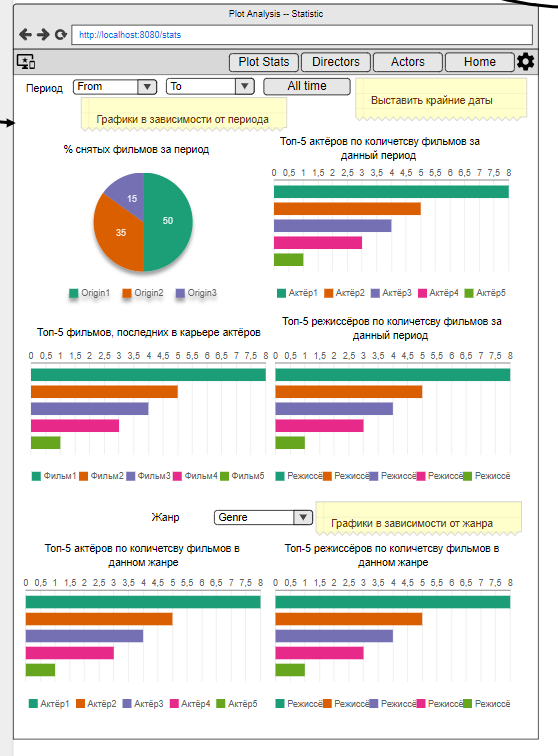 Plot Analysis -- Statistic
http://localhost:8080/stats
Plot Stats Directors Actors Home
Период From To All time
Выставить крайние даты
Графики в зависимости от периода
% снятых фильмов за период
15
50
35
Origin1 Origin2 Origin3
Топ-5 актёров по количетсву фильмов за
данный период
0 0,5 1 1,5 2 2,5 3 3,5 4 4,5 5 5,5 6 6,5 7 7,5 8
Актёр1 Актёр2 Актёр3 Актёр4 Актёр5
Топ-5 фильмов, последних в карьере актёров
0 0,5 1 1,5 2 2,5 3 3,5 4 4,5 5 5,5 6 6,5 7 7,5 8
Фильм1 Фильм2 Фильм3 Фильм4 Фильм5
Топ-5 режиссёров по количетсву фильмов за
данный период
0 0,5 1 1,5 2 2,5 3 3,5 4 4,5 5 5,5 6 6,5 7 7,5 8
Режиссё Режиссё Режиссё Режиссё Режиссё
Жанр Genre
Графики в зависимости от жанра
Топ-5 актёров по количетсву фильмов в
данном жанре
0 0,5 1 1,5 2 2,5 3 3,5 4 4,5 5 5,5 6 6,5 7 7,5 8
Актёр1 Актёр2 Актёр3 Актёр4 Актёр5
Топ-5 режиссёров по количетсву фильмов в
данном жанре
0 0,5 1 1,5 2 2,5 3 3,5 4 4,5 5 5,5 6 6,5 7 7,5 8
Режиссё Режиссё Режиссё Режиссё Режиссё